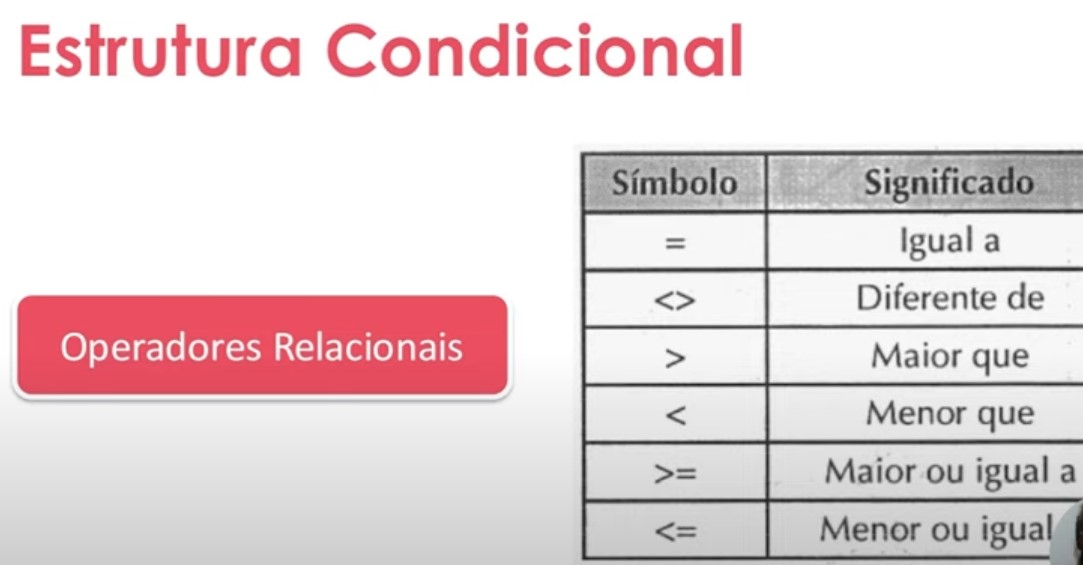 Estrutura Condicional
Operadores Relacionais
Símbolo Significado
= Igual a
<> Diferente de
> Maior que
< Menor que
>= Maior ou igual a
<= Menor ou igual